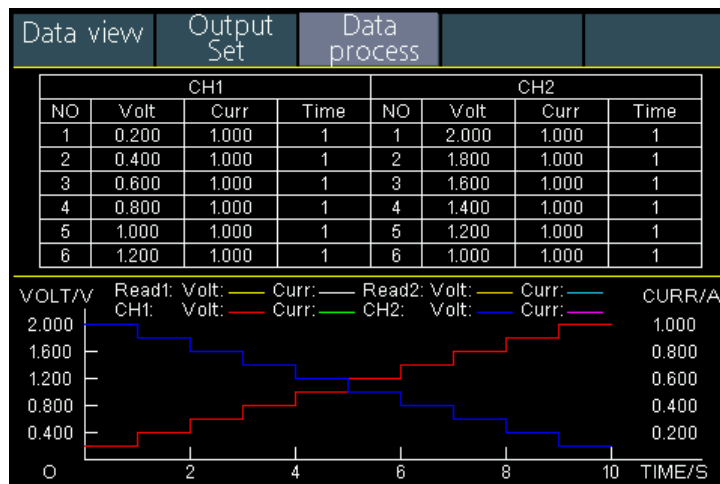 Data view Output Set Data process
CH1 CH2
NO Volt Curr Time NO Volt Curr Time
1 0.200 1.000 1 1 2.000 1.000 1
2 0.400 1.000 1 2 1.800 1.000 1
3 0.600 1.000 1 3 1.600 1.000 1
4 0.800 1.000 1 4 1.400 1.000 1
5 1.000 1.000 1 5 1.200 1.000 1
6 1.200 1.000 1 6 1.000 1.000 1
VOLT/V Read1: Volt: Curr: Read2: Volt: Curr: CURR/A
CH1: Volt: Curr: CH2: Volt: Curr:
2.000 1.000
1.600 0.800
1.200 0.600
0.800 0.400
0.400 0.200
O 2 4 6 8 10 TIME/S